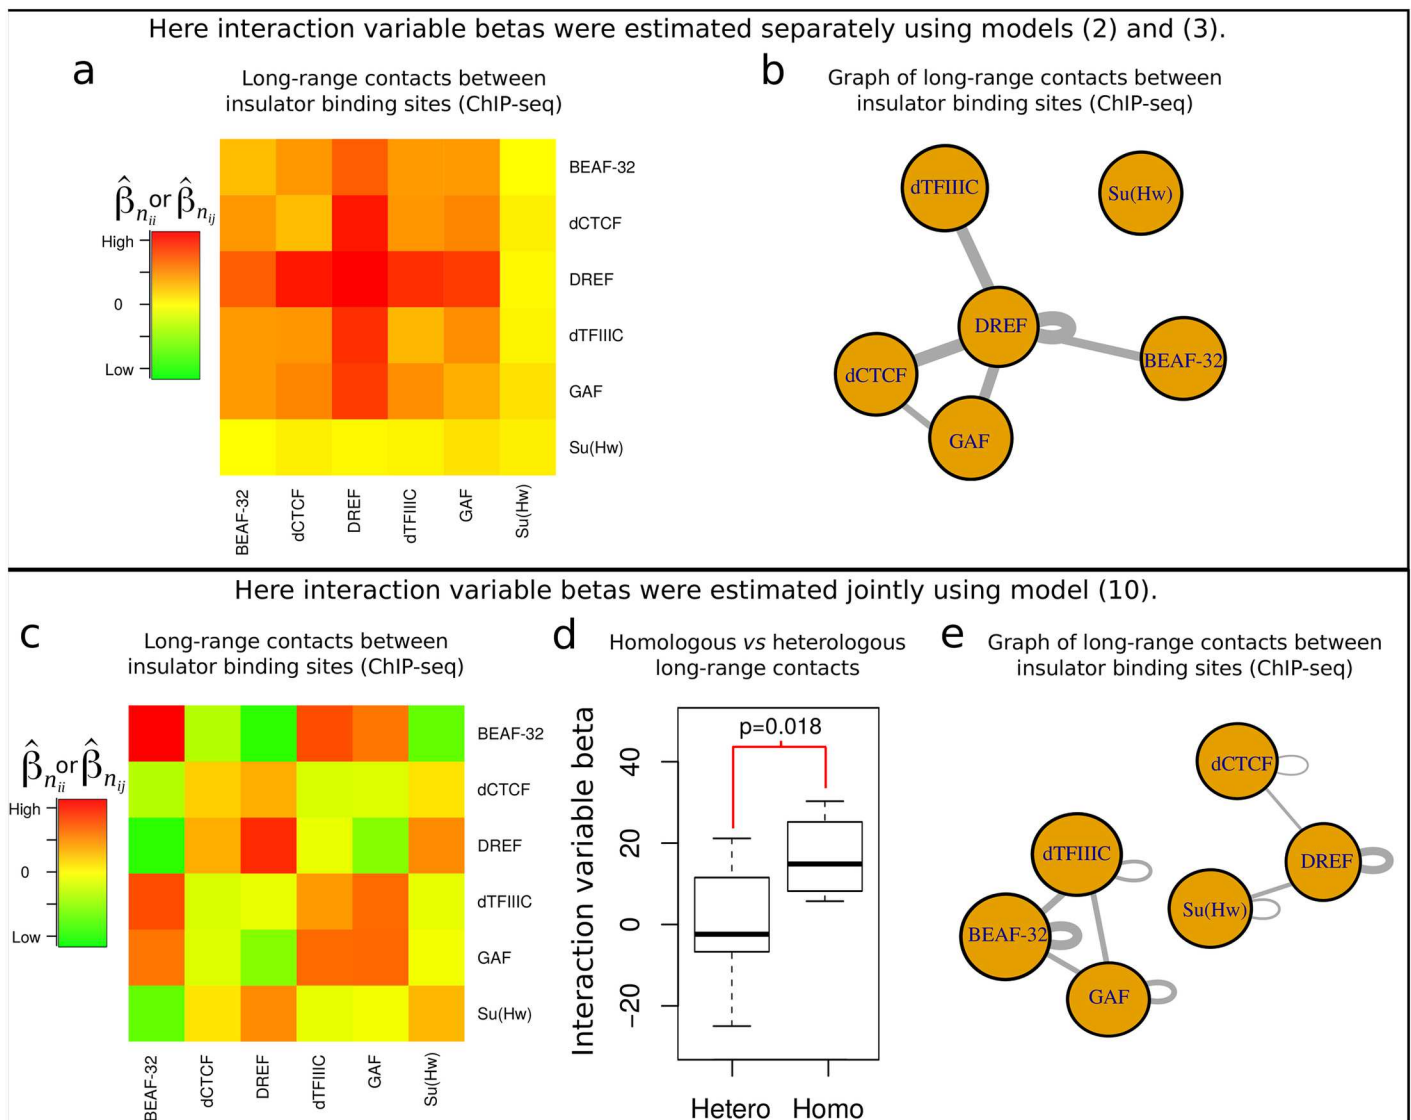 Here interaction variable betas were estimated separately using models (2) and (3).
a
Long-range contacts between
insulator binding sites (ChIP-seq)
β̂nii or β̂nij
High
0
Low
BEAF-32
dCTCF
DREF
dTFIIIC
GAF
Su(Hw)
BEAF-32
dCTCF
DREF
dTFIIIC
GAF
Su(Hw)
b
Graph of long-range contacts between
insulator binding sites (ChIP-seq)
dTFIIIC
Su(Hw)
DREF
dCTCF
BEAF-32
GAF
Here interaction variable betas were estimated jointly using model (10).
c
Long-range contacts between
insulator binding sites (ChIP-seq)
β̂nii or β̂nij
High
0
Low
BEAF-32
dCTCF
DREF
dTFIIIC
GAF
Su(Hw)
BEAF-32
dCTCF
DREF
dTFIIIC
GAF
Su(Hw)
d
Homologous vs heterologous
long-range contacts
p=0.018
Interaction variable beta
40
20
0
−20
Hetero Homo
e
Graph of long-range contacts between
insulator binding sites (ChIP-seq)
dCTCF
dTFIIIC
DREF
Su(Hw)
BEAF-32
GAF